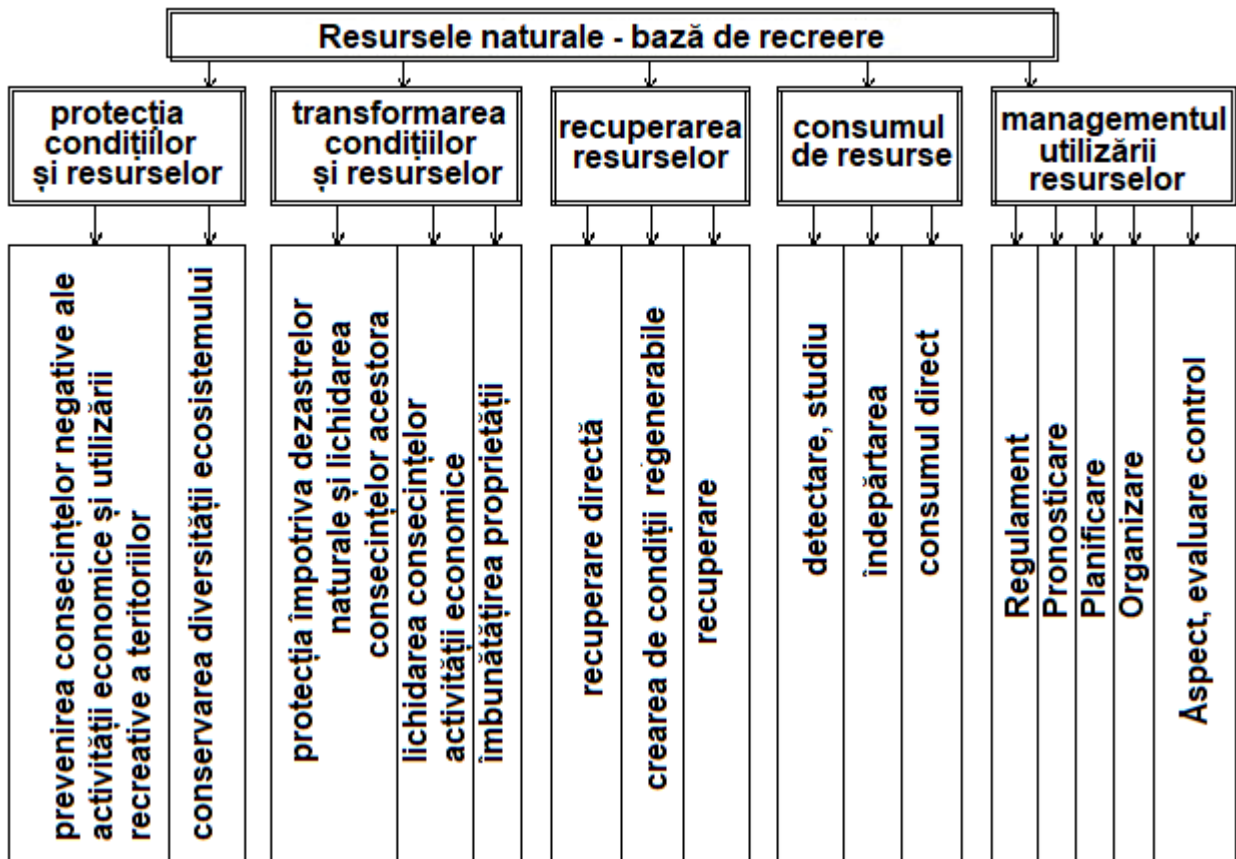 Resursele naturale - bază de recreere
protecția
condițiilor
și resurselor
transformarea
condițiilor
și resurselor
recuperarea
resurselor
consumul
de resurse
managementul
utilizării
resurselor
prevenirea consecințelor negative ale
activității economice și utilizării
recreative a teritoriilor
conservarea diversității ecosistemului
protecția împotriva dezastrelor
naturale și lichidarea
consecințelor acestora
lichidarea consecințelor
activității economice
îmbunătățirea proprietății
recuperare directă
crearea de condiții regenerabile
recuperare
detectare, studiu
îndepărtarea
consumul direct
Regulament
Pronosticare
Planificare
Organizare
Aspect, evaluare control